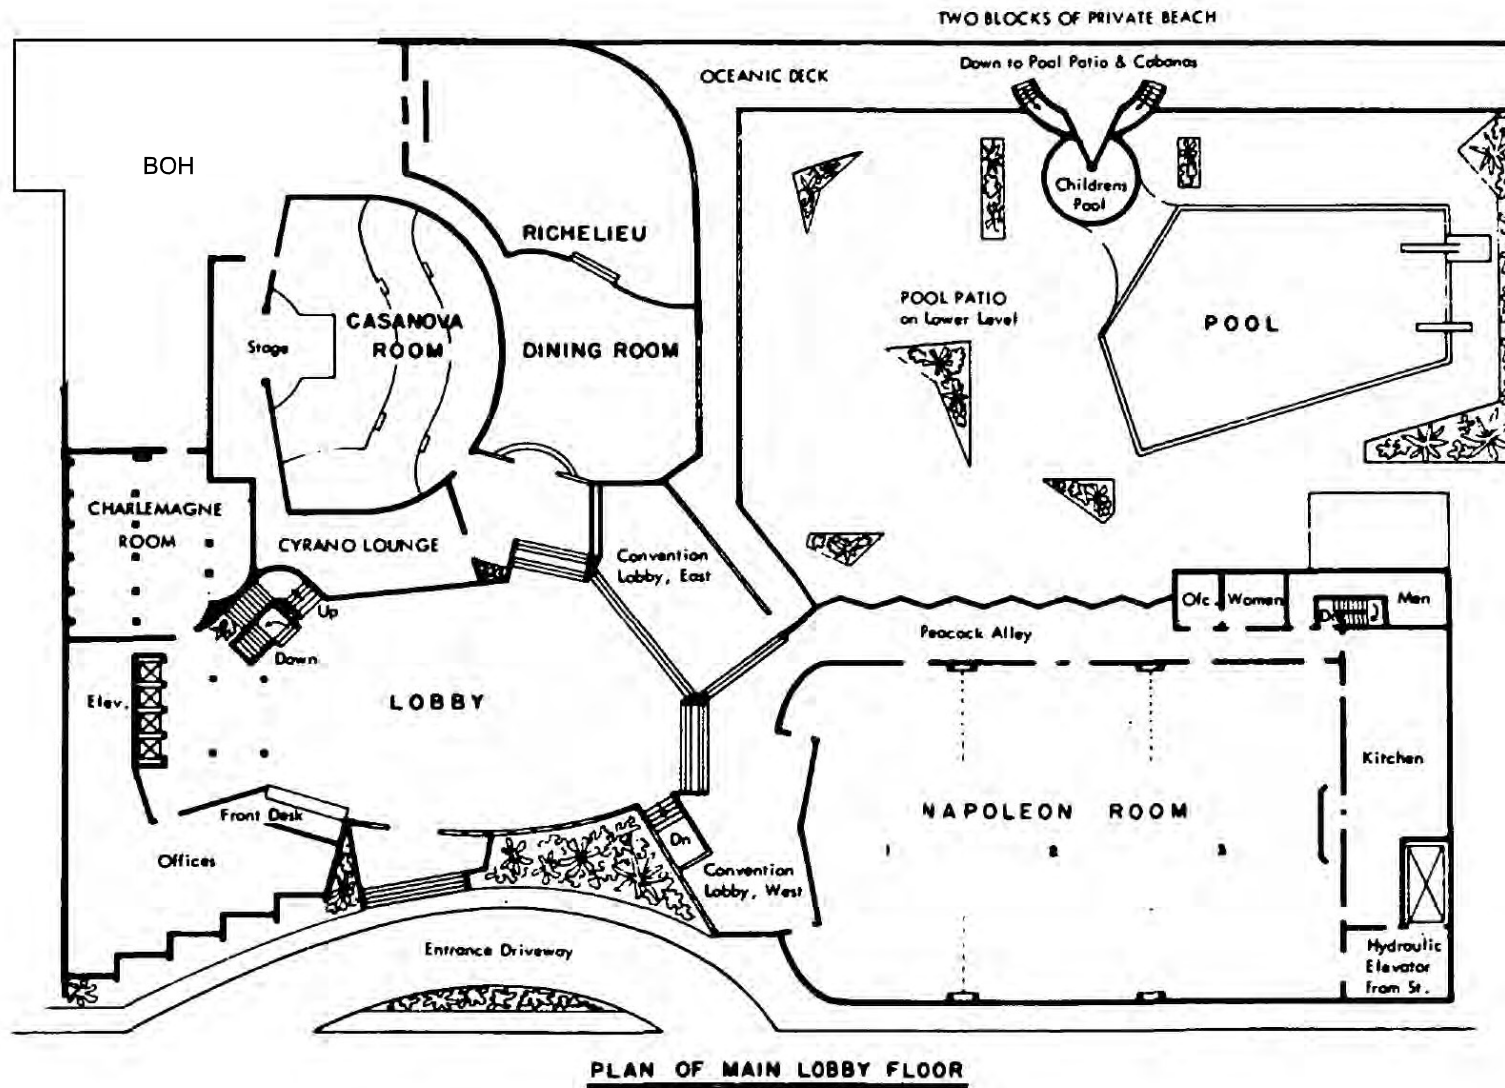 TWO BLOCKS OF PRIVATE BEACH
OCEANIC DECK
Down to Pool Patio & Cabanas
BOH
Childrens
Pool
RICHELIEU
POOL PATIO
on Lower Level
POOL
CASANOVA
ROOM
Stage
DINING ROOM
CHARLEMAGNE
ROOM
CYRANO LOUNGE
Convention
Lobby, East
Up
Down
Ofc.
Women
Men
Dn
Peacock Alley
Elev.
LOBBY
Kitchen
NAPOLEON ROOM
Front Desk
Offices
Dn
1
2
3
Convention
Lobby, West
Entrance Driveway
Hydraulic
Elevator
from St.
PLAN OF MAIN LOBBY FLOOR